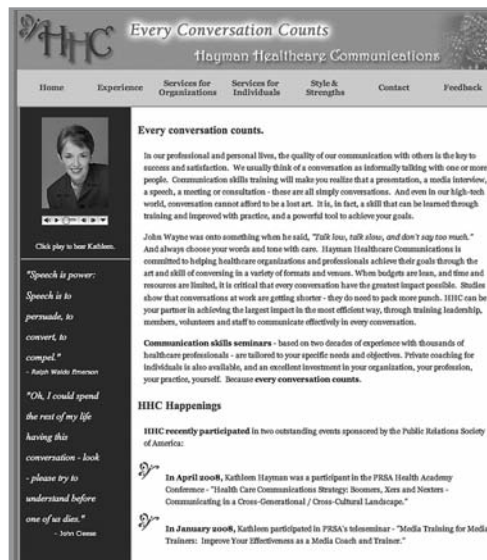 HHC
Every Conversation Counts
Hayman Healthcare Communications
Home
Experience
Services for
Organizations
Services for
Individuals
Style &
Strengths
Contact
Feedback
Click play to hear Kathleen.
"Speech is power:
Speech is to
persuade, to
convert, to
compel."
- Ralph Waldo Emerson
"Oh, I could spend
the rest of my life
having this
conversation - look
- please try to
understand before
one of us dies."
- John Cleese
Every conversation counts.
In our professional and personal lives, the quality of our communication with others is the key to
success and satisfaction. We usually think of a conversation as informally talking with one or more
people. Communication skills training will make you realize that a presentation, a media interview,
a speech, a meeting or consultation - these are all simply conversations. And even in our high-tech
world, conversation cannot afford to be a lost art. It is, in fact, a skill that can be learned through
training and improved with practice, and a powerful tool to achieve your goals.
John Wayne was onto something when he said, "Talk low, talk slow, and don't say too much."
And always choose your words and tone with care. Hayman Healthcare Communications is
committed to helping healthcare organizations and professionals achieve their goals through the
art and skill of conversing in a variety of formats and venues. When budgets are lean, and time and
resources are limited, it is critical that every conversation have the greatest impact possible. Studies
show that conversations at work are getting shorter - they do need to pack more punch. HHC can be
your partner in achieving the largest impact in the most efficient way, through training leadership,
members, volunteers and staff to communicate effectively in every conversation.
Communication skills seminars - based on two decades of experience with thousands of
healthcare professionals - are tailored to your specific needs and objectives. Private coaching for
individuals is also available, and an excellent investment in your organization, your profession,
your practice, yourself. Because every conversation counts.
HHC Happenings
HHC recently participated in two outstanding events sponsored by the Public Relations Society
of America:
In April 2008, Kathleen Hayman was a participant in the PRSA Health Academy
Conference - "Health Care Communications Strategy: Boomers, Xers and Nexters -
Communicating in a Cross-Generational / Cross-Cultural Landscape."
In January 2008, Kathleen participated in PRSA's teleseminar - "Media Training for Media
Trainers: Improve Your Effectiveness as a Media Coach and Trainer."